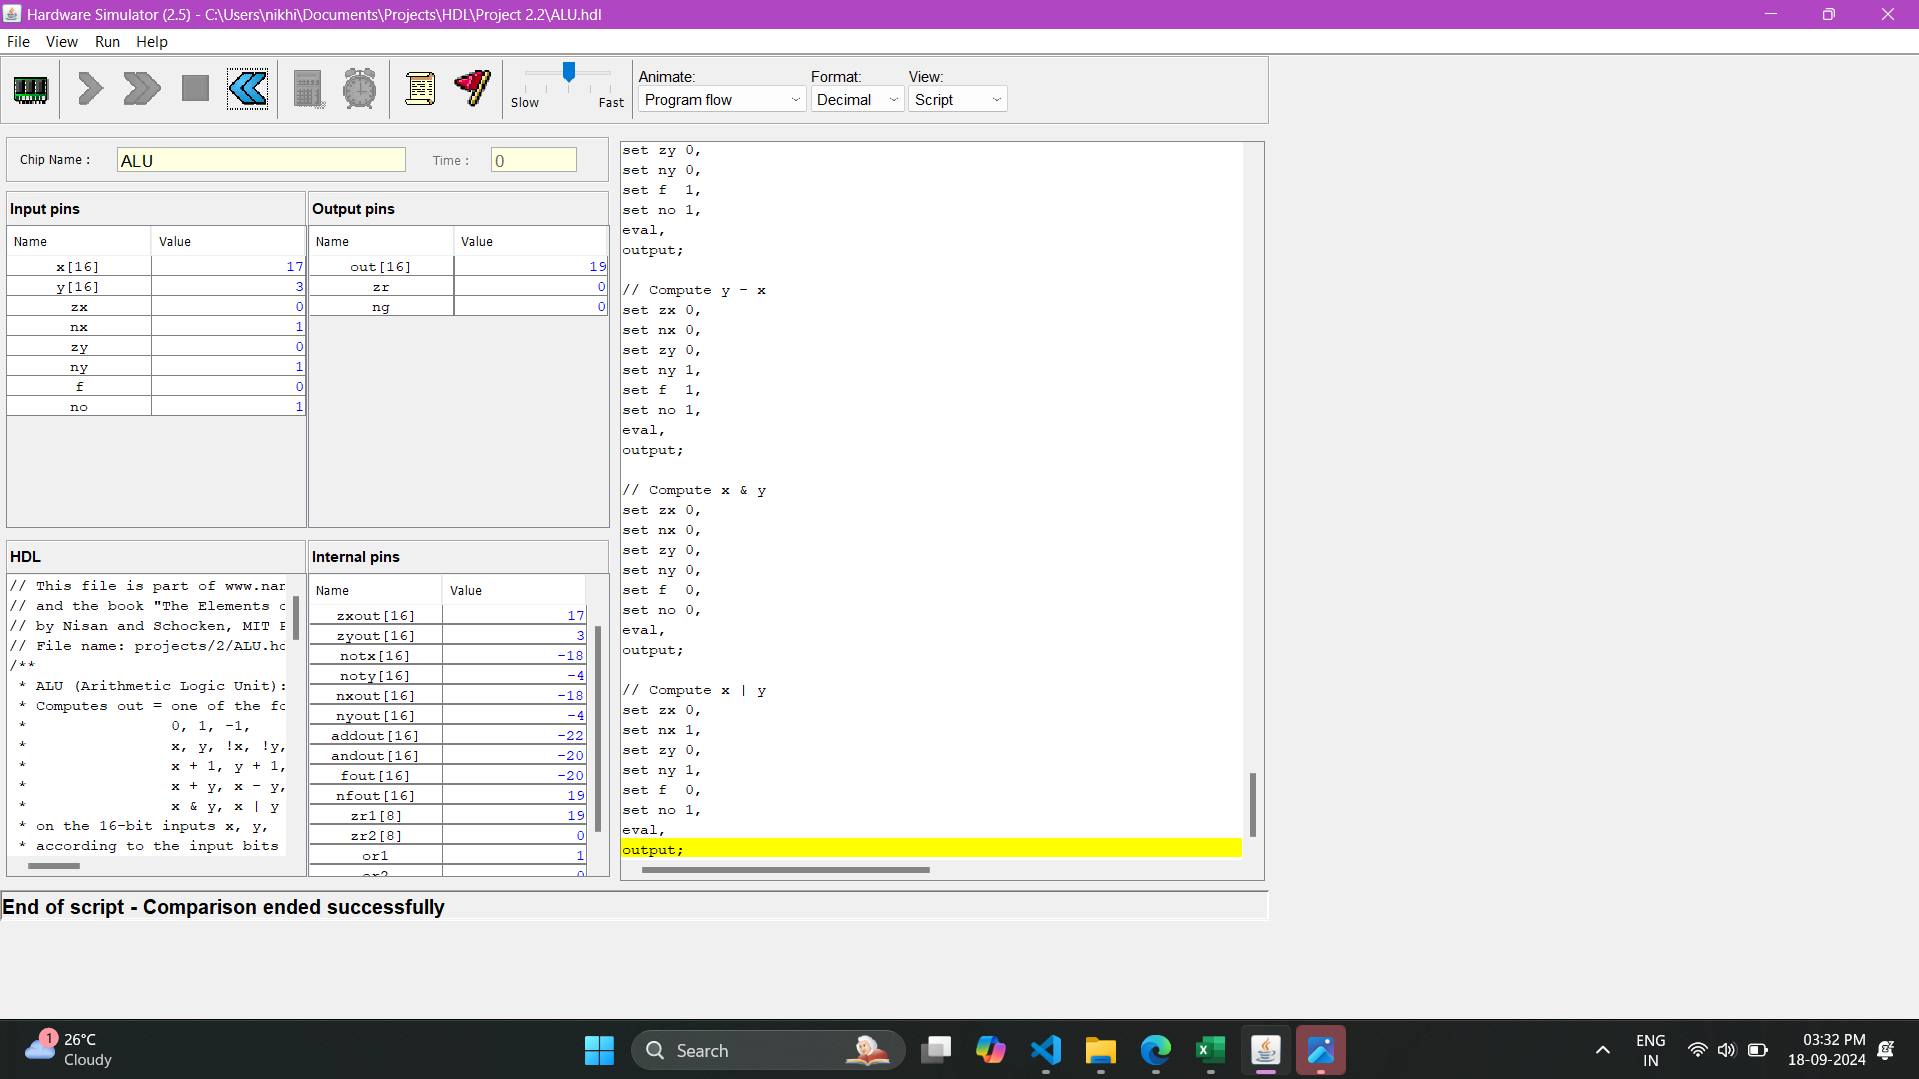 Hardware Simulator (2.5) - C:\Users\nikhi\Documents\Projects\HDL\Project 2.2\ALU.hdl
File View Run Help
Slow Fast
Animate: Format: View:
Program flow Decimal Script
Chip Name : ALU Time : 0
Input pins
Name Value
x[16] 17
y[16] 3
zx 0
nx 1
zy 0
ny 1
f 0
no 1
Output pins
Name Value
out[16] 19
zr 0
ng 0
HDL
// This file is part of www.nan
// and the book "The Elements o
// by Nisan and Schocken, MIT P
// File name: projects/2/ALU.hd
/**
* ALU (Arithmetic Logic Unit):
* Computes out = one of the fo
* 0, 1, -1,
* x, y, !x, !y,
* x + 1, y + 1,
* x + y, x - y,
* x & y, x | y
* on the 16-bit inputs x, y,
* according to the input bits
Internal pins
Name Value
zxout[16] 17
zyout[16] 3
notx[16] -18
noty[16] -4
nxout[16] -18
nyout[16] -4
addout[16] -22
andout[16] -20
fout[16] -20
nfout[16] 19
zr1[8] 19
zr2[8] 0
or1 1
or2 0
set zy 0,
set ny 0,
set f 1,
set no 1,
eval,
output;
// Compute y - x
set zx 0,
set nx 0,
set zy 0,
set ny 1,
set f 1,
set no 1,
eval,
output;
// Compute x & y
set zx 0,
set nx 0,
set zy 0,
set ny 0,
set f 0,
set no 0,
eval,
output;
// Compute x | y
set zx 0,
set nx 1,
set zy 0,
set ny 1,
set f 0,
set no 1,
eval,
output;
End of script - Comparison ended successfully
1
26°C
Cloudy
Search
ENG
IN
03:32 PM
18-09-2024